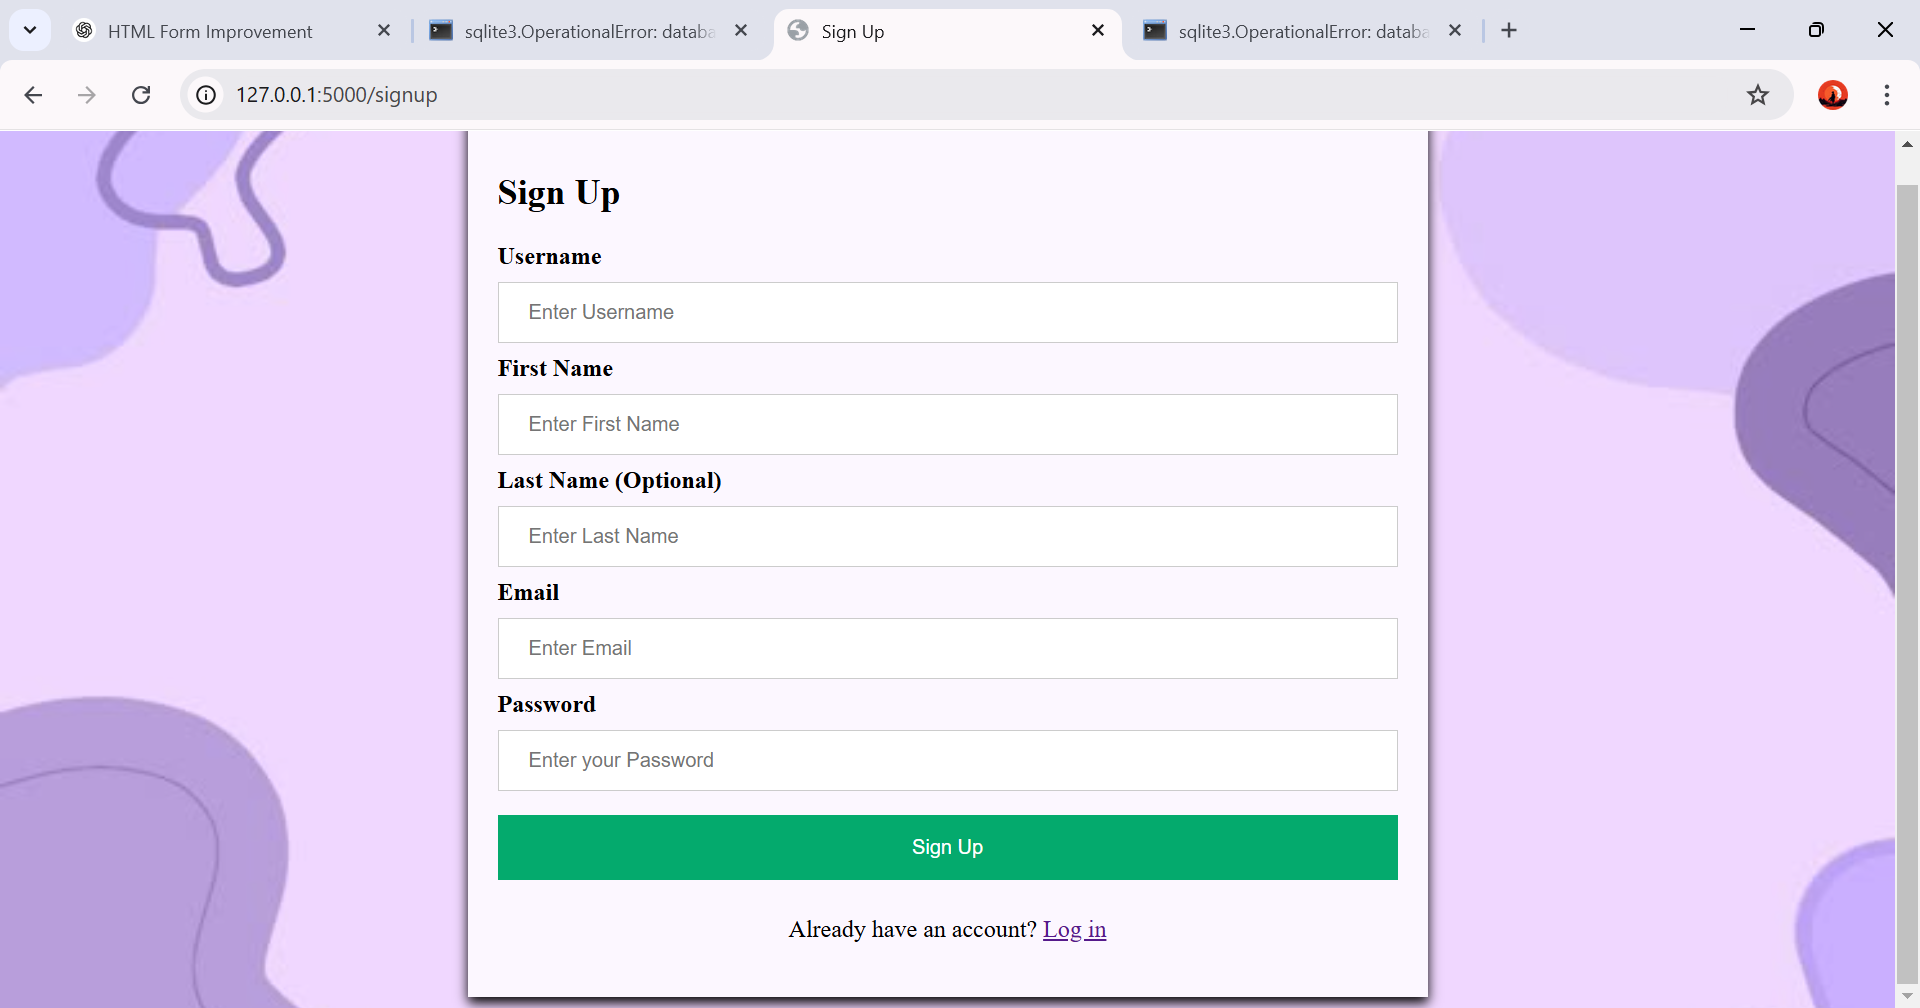 HTML Form Improvement
sqlite3.OperationalError: databa
Sign Up
sqlite3.OperationalError: databa
127.0.0.1:5000/signup
Sign Up
Username
Enter Username
First Name
Enter First Name
Last Name (Optional)
Enter Last Name
Email
Enter Email
Password
Enter your Password
Sign Up
Already have an account? Log in